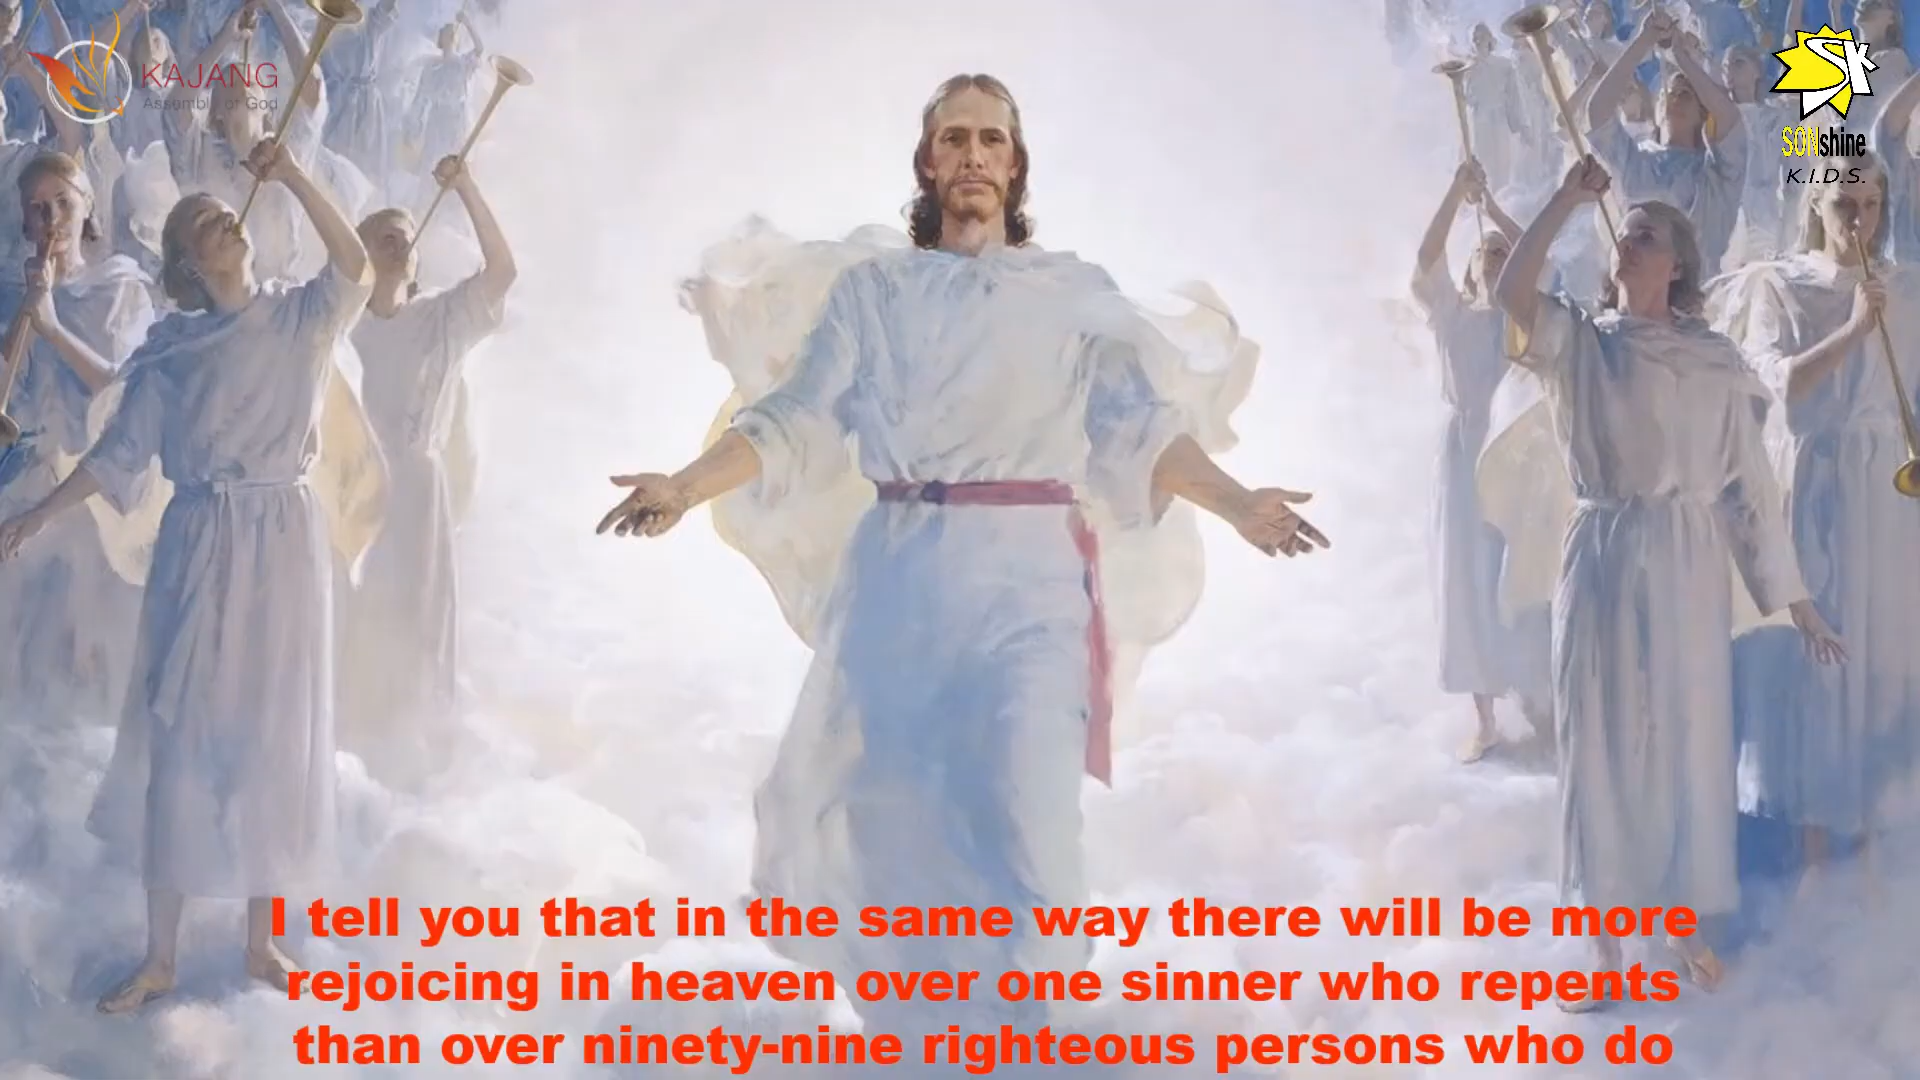 KAJANG
Assembly of God
SK
SONshine
K.I.D.S.
I tell you that in the same way there will be more
rejoicing in heaven over one sinner who repents
than over ninety-nine righteous persons who do